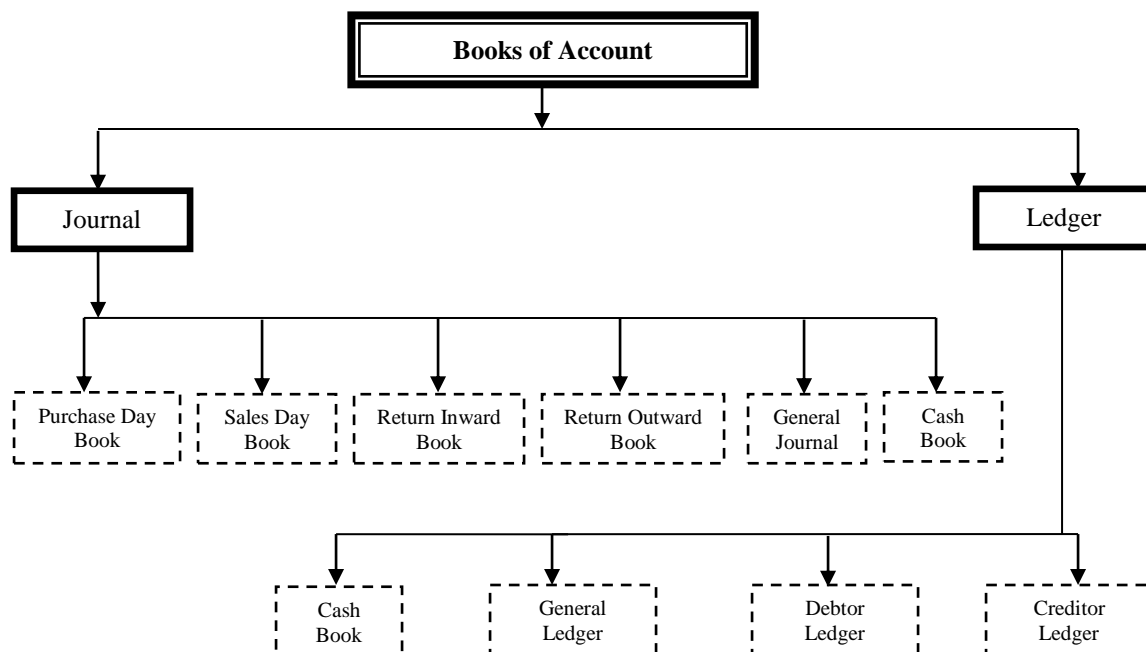 Books of Account
Journal
Ledger
Purchase Day
Book
Sales Day
Book
Return Inward
Book
Return Outward
Book
General
Journal
Cash
Book
Cash
Book
General
Ledger
Debtor
Ledger
Creditor
Ledger